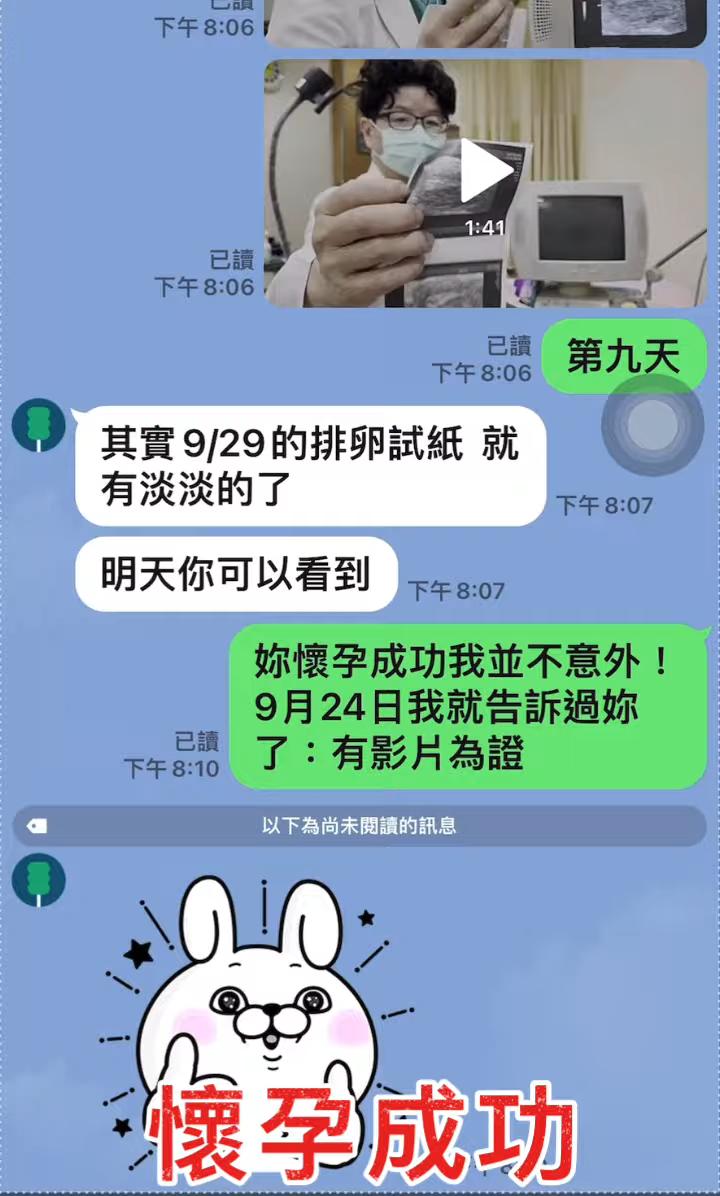 已讀
下午 8:06
1:41
已讀
下午 8:06
已讀
下午 8:06
第九天
其實 9/29 的排卵試紙 就
有淡淡的了
下午 8:07
明天你可以看到
下午 8:07
妳懷孕成功我並不意外！
9月24日我就告訴過妳
了：有影片為證
已讀
下午 8:10
以下為尚未閱讀的訊息
懷孕成功